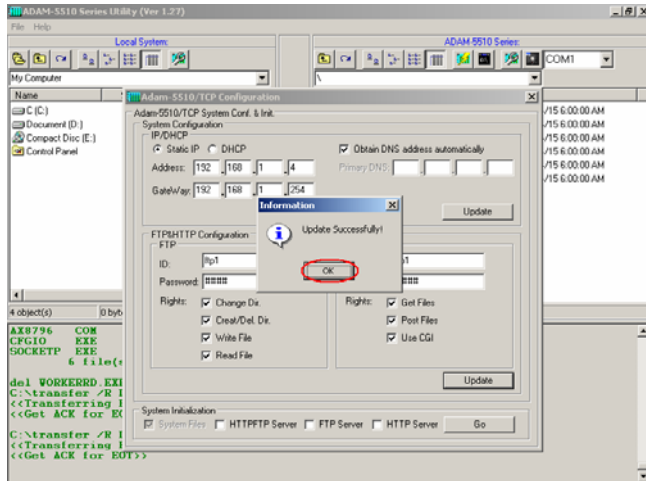 ADAM-5510 Series Utility (Ver 1.27)
File Help
Local System:
ADAM-5510 Series:
COM1
My Computer
\
Name
C (C:)
Document (D:)
Compact Disc (E:)
Control Panel
/15 6:00:00 AM
/15 6:00:00 AM
/15 6:00:00 AM
/15 6:00:00 AM
/15 6:00:00 AM
/15 6:00:00 AM
4 object(s)
0 byt
Adam-5510/TCP Configuration
Adam-5510/TCP System Conf. & Init.
System Configuration
IP/DHCP
Static IP DHCP
Obtain DNS address automatically
Address: 192 .168 .1 .4
Primary DNS: . . .
GateWay: 192 .168 .1 .254
Update
Information
Update Successfully!
OK
FTP&HTTP Configuration
FTP
ID:
Password: ####
###
Rights: Change Dir.
Creat/Del. Dir.
Write File
Read File
Rights: Get Files
Post Files
Use CGI
Update
System Initialization
System Files HTTPFTP Server FTP Server HTTP Server Go
AX8796 COM
CFGIO EXE
SOCKETP EXE
6 file(s
del WORKERRD.EXI
C:\transfer /R I
<<Transferring I
<<Get ACK for EO
C:\transfer /R I
<<Transferring I
<<Get ACK for EOT>>